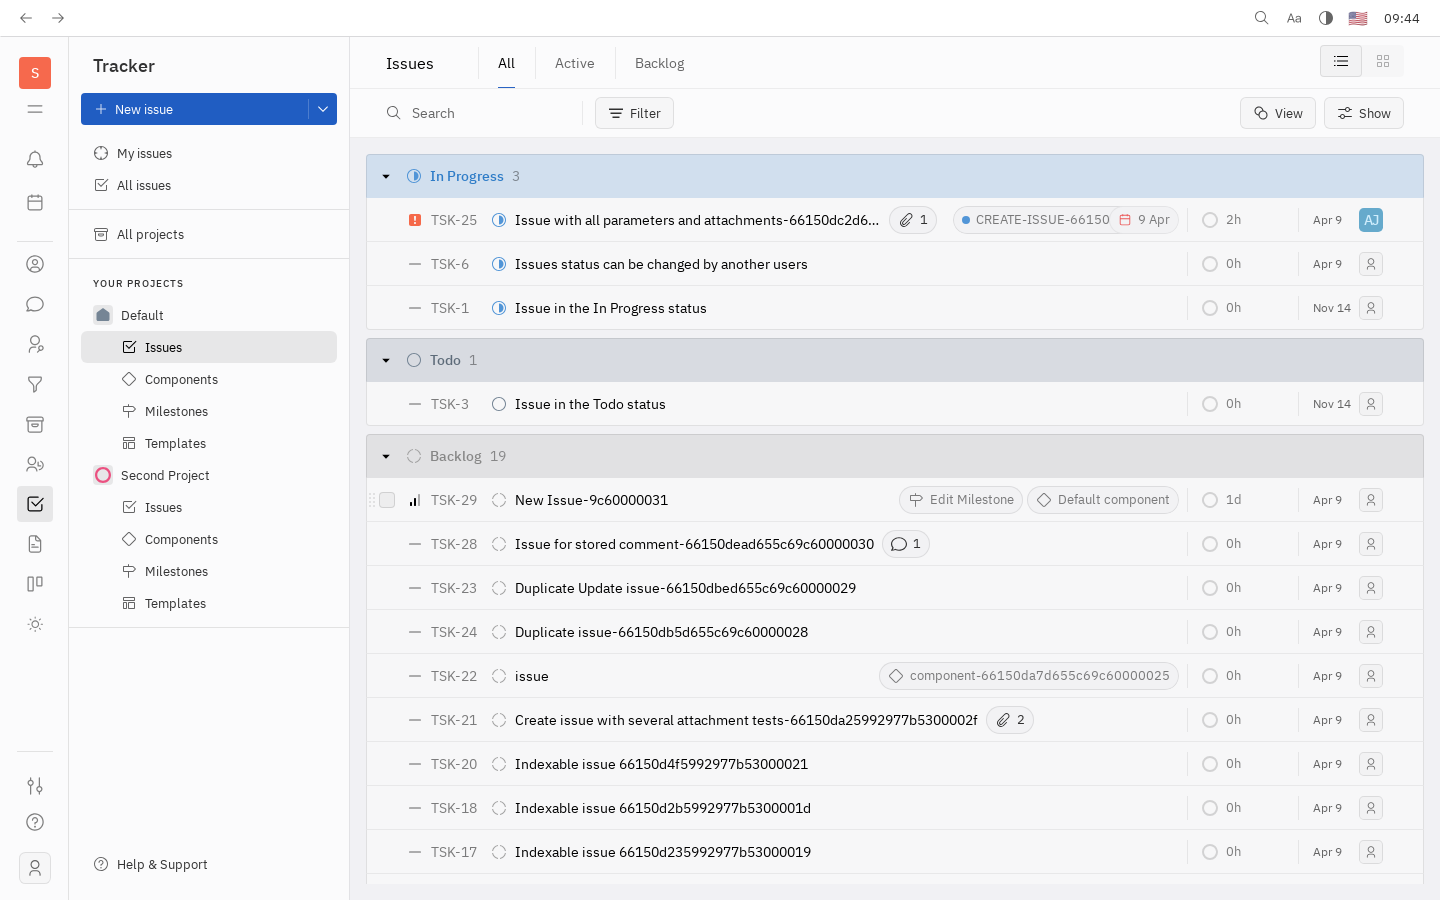 Aa 09:44
S
Tracker
New issue
My issues
All issues
All projects
YOUR PROJECTS
Default
Issues
Components
Milestones
Templates
Second Project
Issues
Components
Milestones
Templates
Help & Support
Issues All Active Backlog
Search Filter View Show
In Progress 3
TSK-25 Issue with all parameters and attachments-66150dc2d6... 1 CREATE-ISSUE-66150 9 Apr 2h Apr 9 AJ
TSK-6 Issues status can be changed by another users 0h Apr 9
TSK-1 Issue in the In Progress status 0h Nov 14
Todo 1
TSK-3 Issue in the Todo status 0h Nov 14
Backlog 19
TSK-29 New Issue-9c60000031 Edit Milestone Default component 1d Apr 9
TSK-28 Issue for stored comment-66150dead655c69c60000030 1 0h Apr 9
TSK-23 Duplicate Update issue-66150dbed655c69c60000029 0h Apr 9
TSK-24 Duplicate issue-66150db5d655c69c60000028 0h Apr 9
TSK-22 issue component-66150da7d655c69c60000025 0h Apr 9
TSK-21 Create issue with several attachment tests-66150da25992977b5300002f 2 0h Apr 9
TSK-20 Indexable issue 66150d4f5992977b53000021 0h Apr 9
TSK-18 Indexable issue 66150d2b5992977b5300001d 0h Apr 9
TSK-17 Indexable issue 66150d235992977b53000019 0h Apr 9